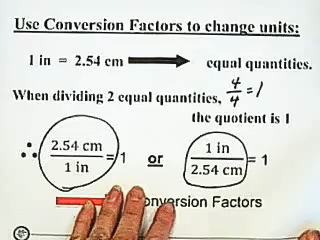 Use Conversion Factors to change units:
1 in = 2.54 cm equal quantities.
When dividing 2 equal quantities, 4/4 = 1
the quotient is 1
∴ 2.54 cm / 1 in = 1 or 1 in / 2.54 cm = 1
onversion Factors